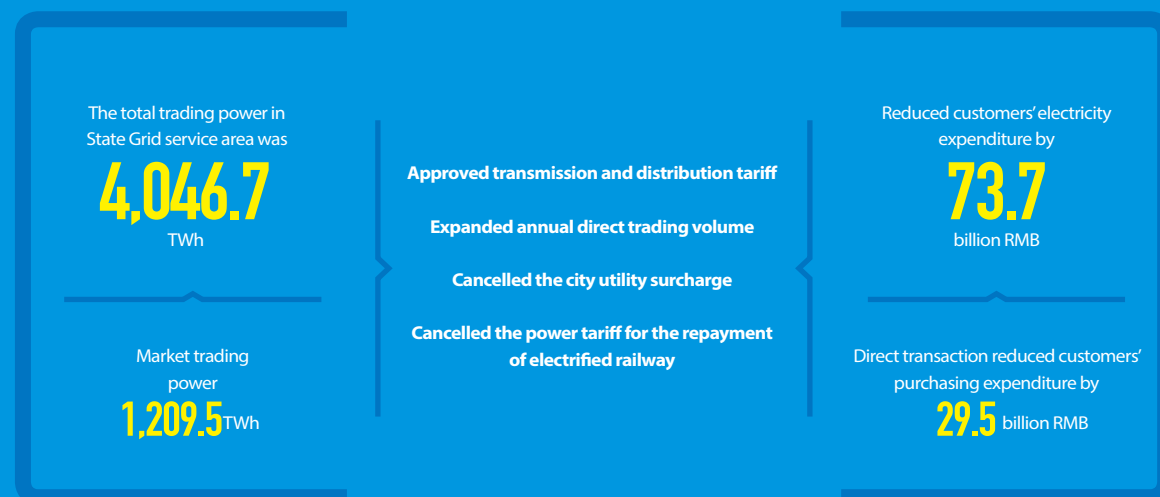 The total trading power in
State Grid service area was
4,046.7
TWh
Market trading
power
1,209.5 TWh
Approved transmission and distribution tariff
Expanded annual direct trading volume
Cancelled the city utility surcharge
Cancelled the power tariff for the repayment
of electrified railway
Reduced customers' electricity
expenditure by
73.7
billion RMB
Direct transaction reduced customers'
purchasing expenditure by
29.5 billion RMB